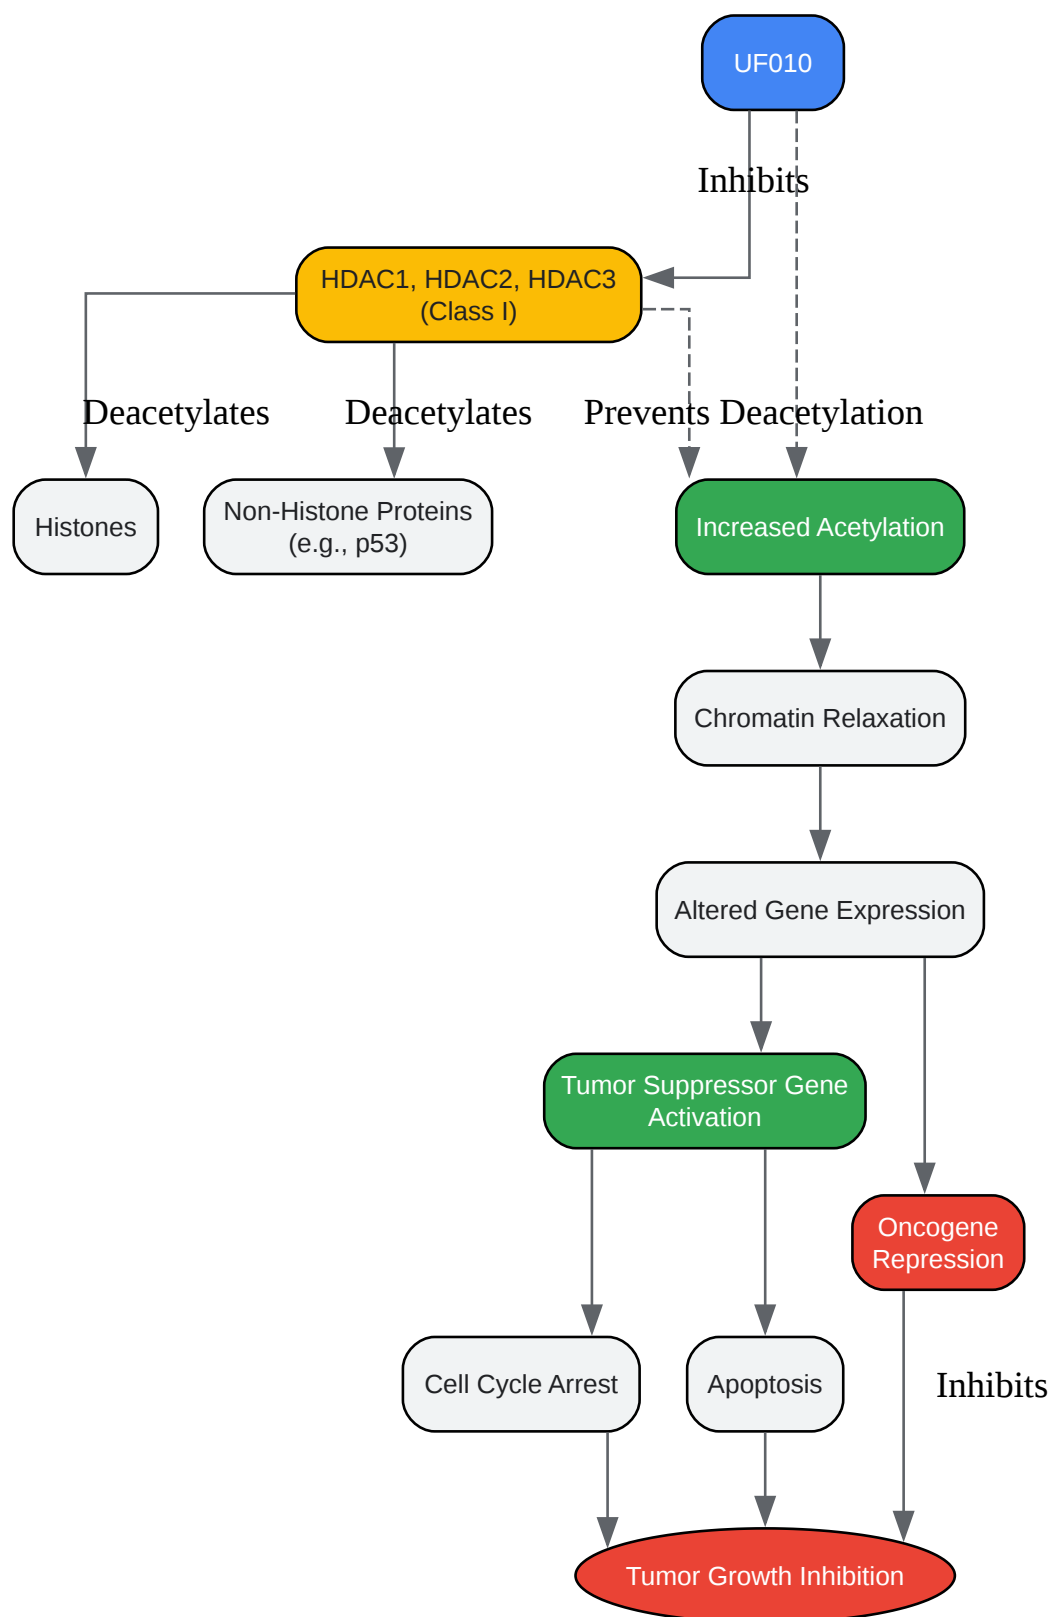 UF010
Inhibits
HDAC1, HDAC2, HDAC3
(Class I)
Deacetylates
Deacetylates
Prevents Deacetylation
Histones
Non-Histone Proteins
(e.g., p53)
Increased Acetylation
Chromatin Relaxation
Altered Gene Expression
Tumor Suppressor Gene
Activation
Oncogene
Repression
Cell Cycle Arrest
Apoptosis
Inhibits
Tumor Growth Inhibition